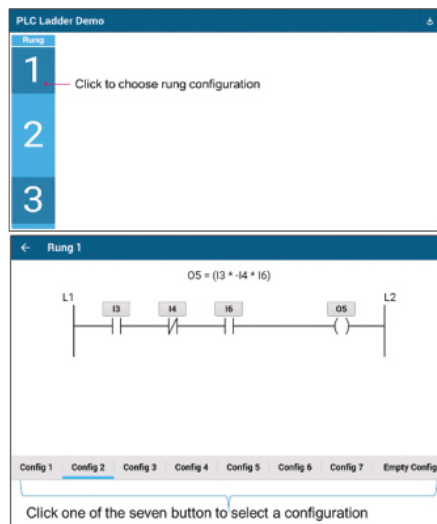 PLC Ladder Demo
Rung
1
Click to choose rung configuration
2
3
← Rung 1
O5 = (I3 * -I4 * I6)
L1
L2
I3
I4
I6
O5
Config 1 Config 2 Config 3 Config 4 Config 5 Config 6 Config 7 Empty Config
Click one of the seven button to select a configuration